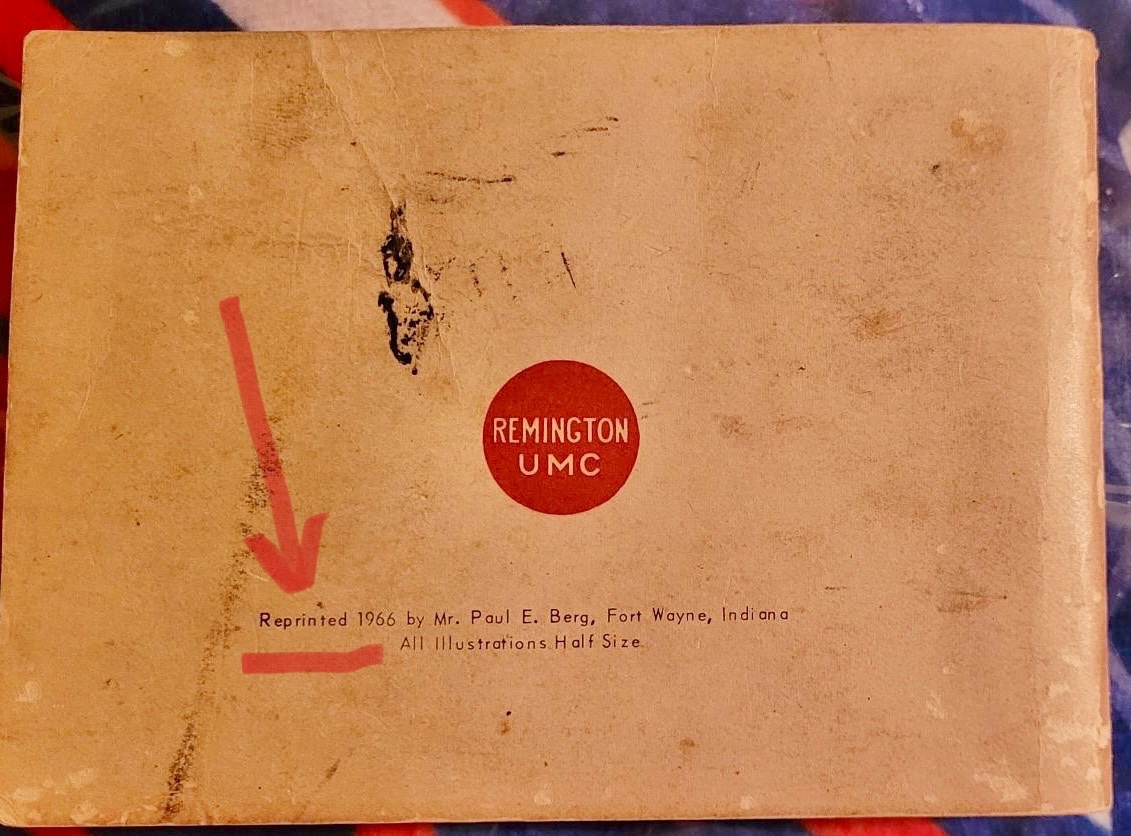 REMINGTON
UMC
Reprinted 1966 by Mr. Paul E. Berg, Fort Wayne, Indiana
All Illustrations Half Size